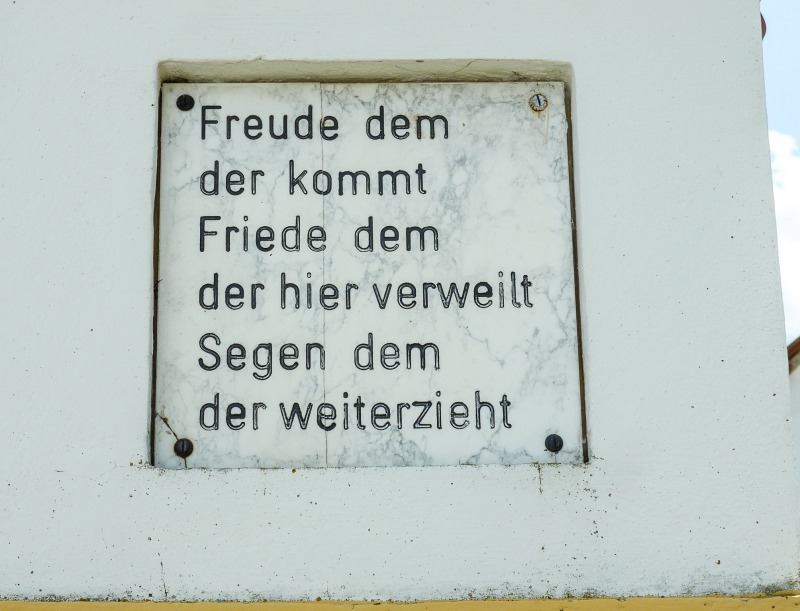 Freude dem
der kommt
Friede dem
der hier verweilt
Segen dem
der weiterzieht